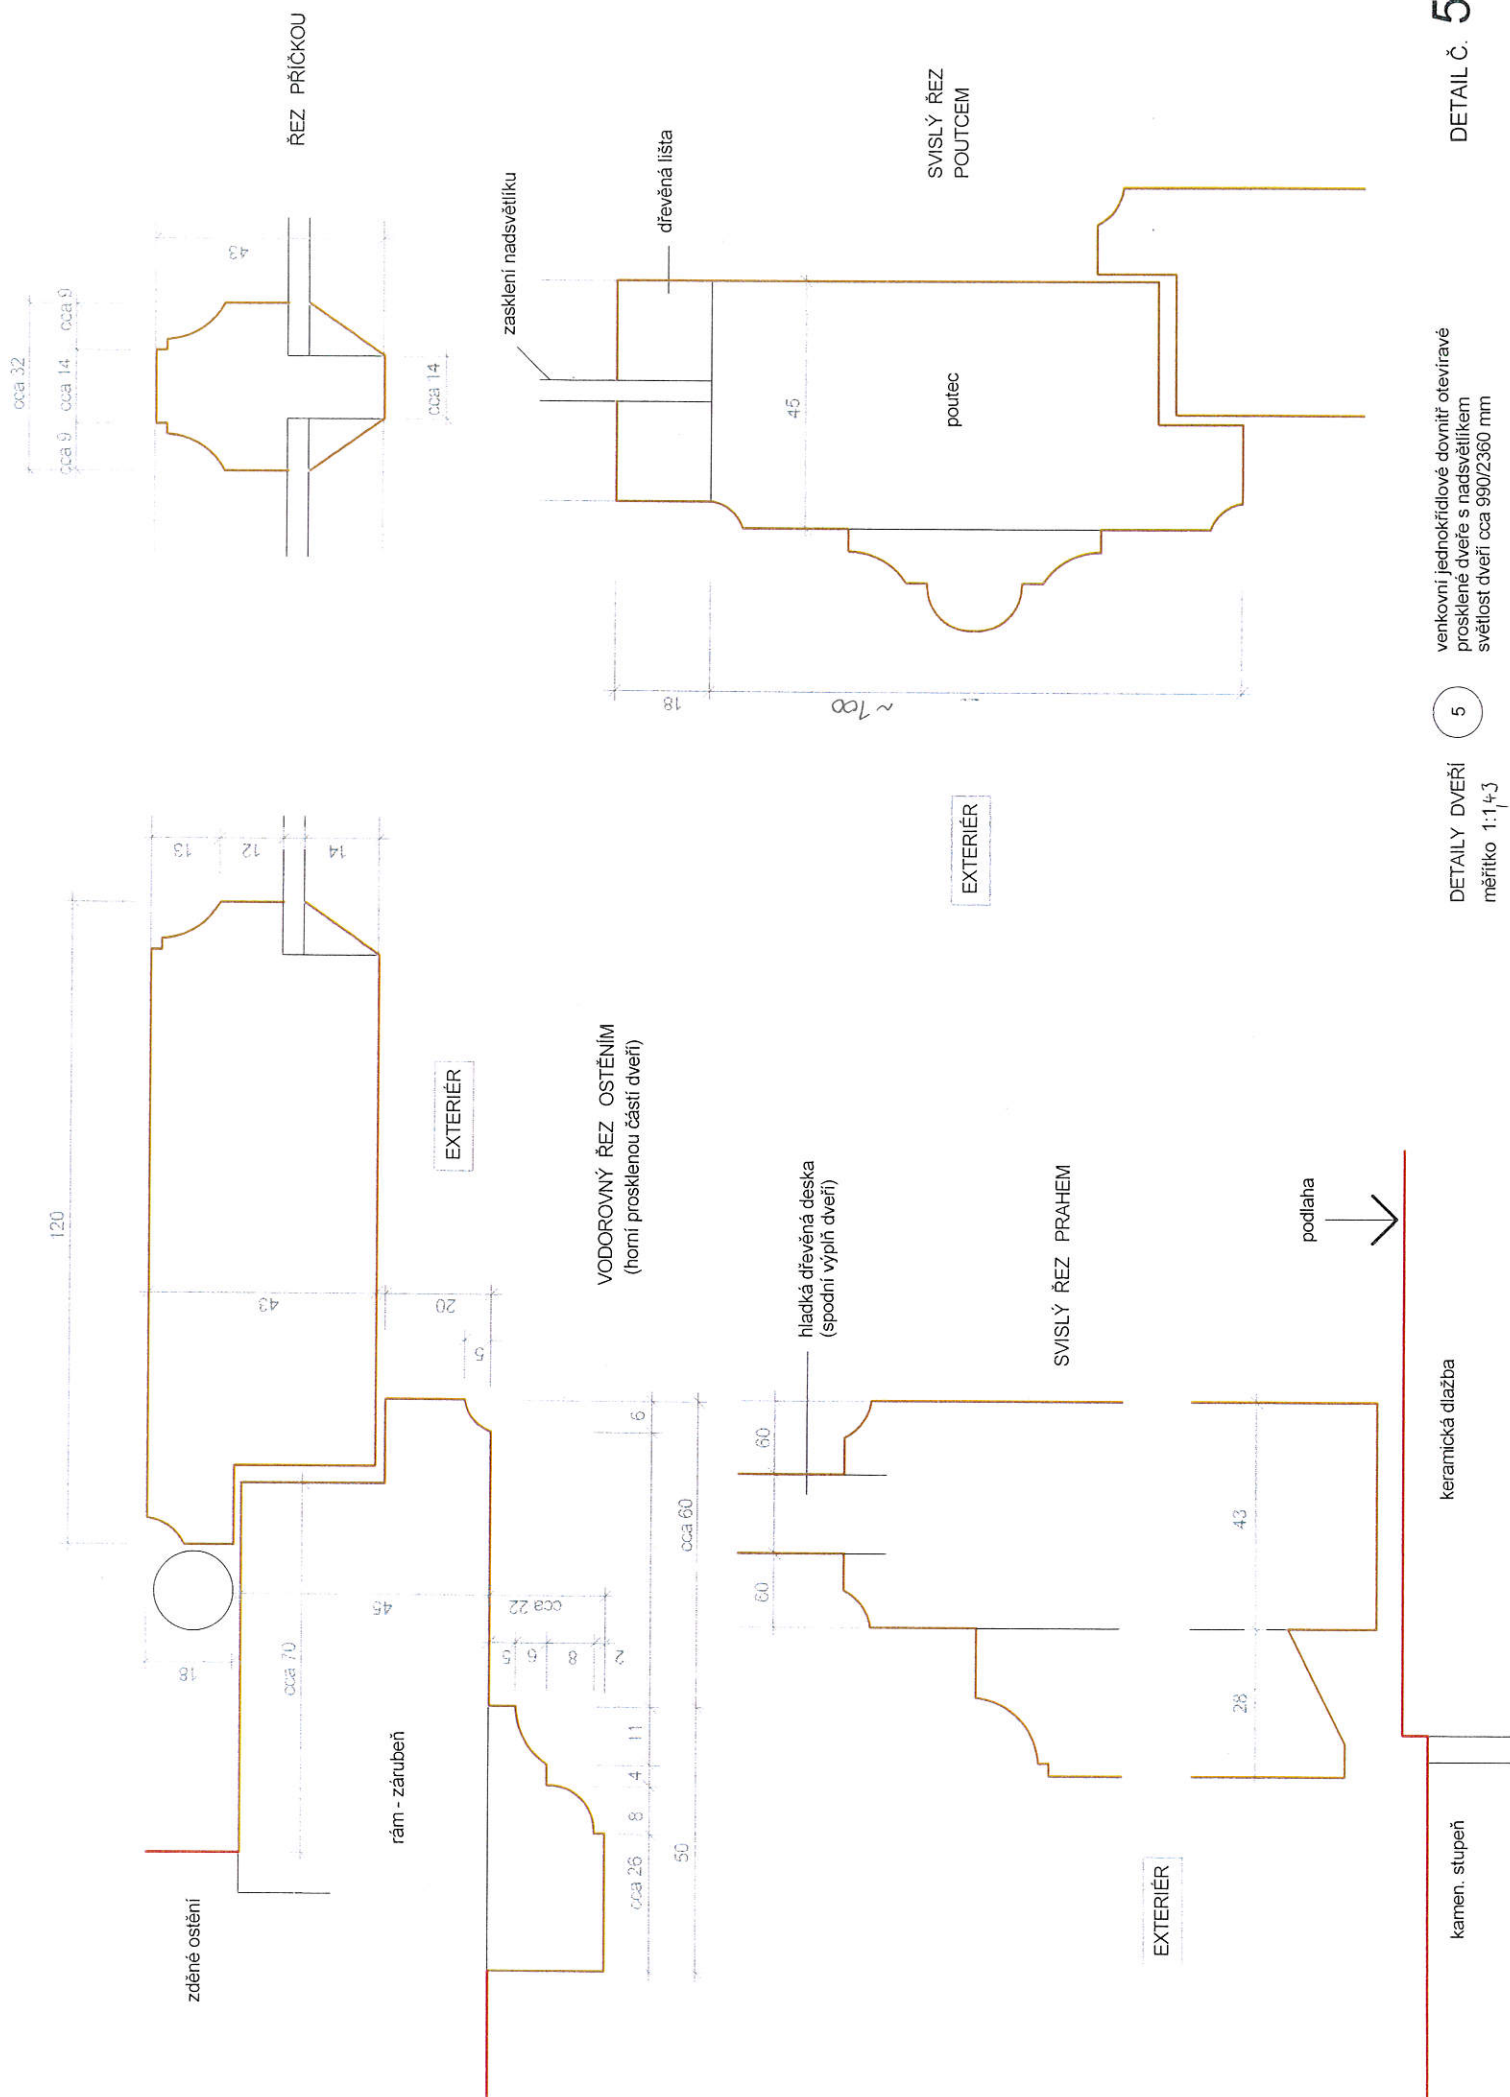 VODOROVNÝ ŘEZ OSTĚNÍM
(horní prosklenou částí dveří)
zděné ostění
rám - zárubeň
EXTERIÉR
120
43
20
5
13
12
14
18
cca 70
45
cca 22
5
6
8
2
6
cca 60
11
4
8
cca 26
50
ŘEZ PŘÍČKOU
cca 32
cca 9
cca 14
cca 9
43
cca 14
SVISLÝ ŘEZ
POUTCEM
zasklení nadsvětlíku
dřevěná lišta
poutec
45
18
~100
EXTERIÉR
SVISLÝ ŘEZ PRAHEM
hladká dřevěná deska
(spodní výplň dveří)
60
60
43
28
EXTERIÉR
podlaha
keramická dlažba
kamen. stupeň
DETAILY DVEŘÍ
měřítko 1:1,43
5
venkovní jednokřídlové dovnitř otevíravé
prosklené dveře s nadsvětlíkem
světlost dveří cca 990/2360 mm
DETAIL Č. 5